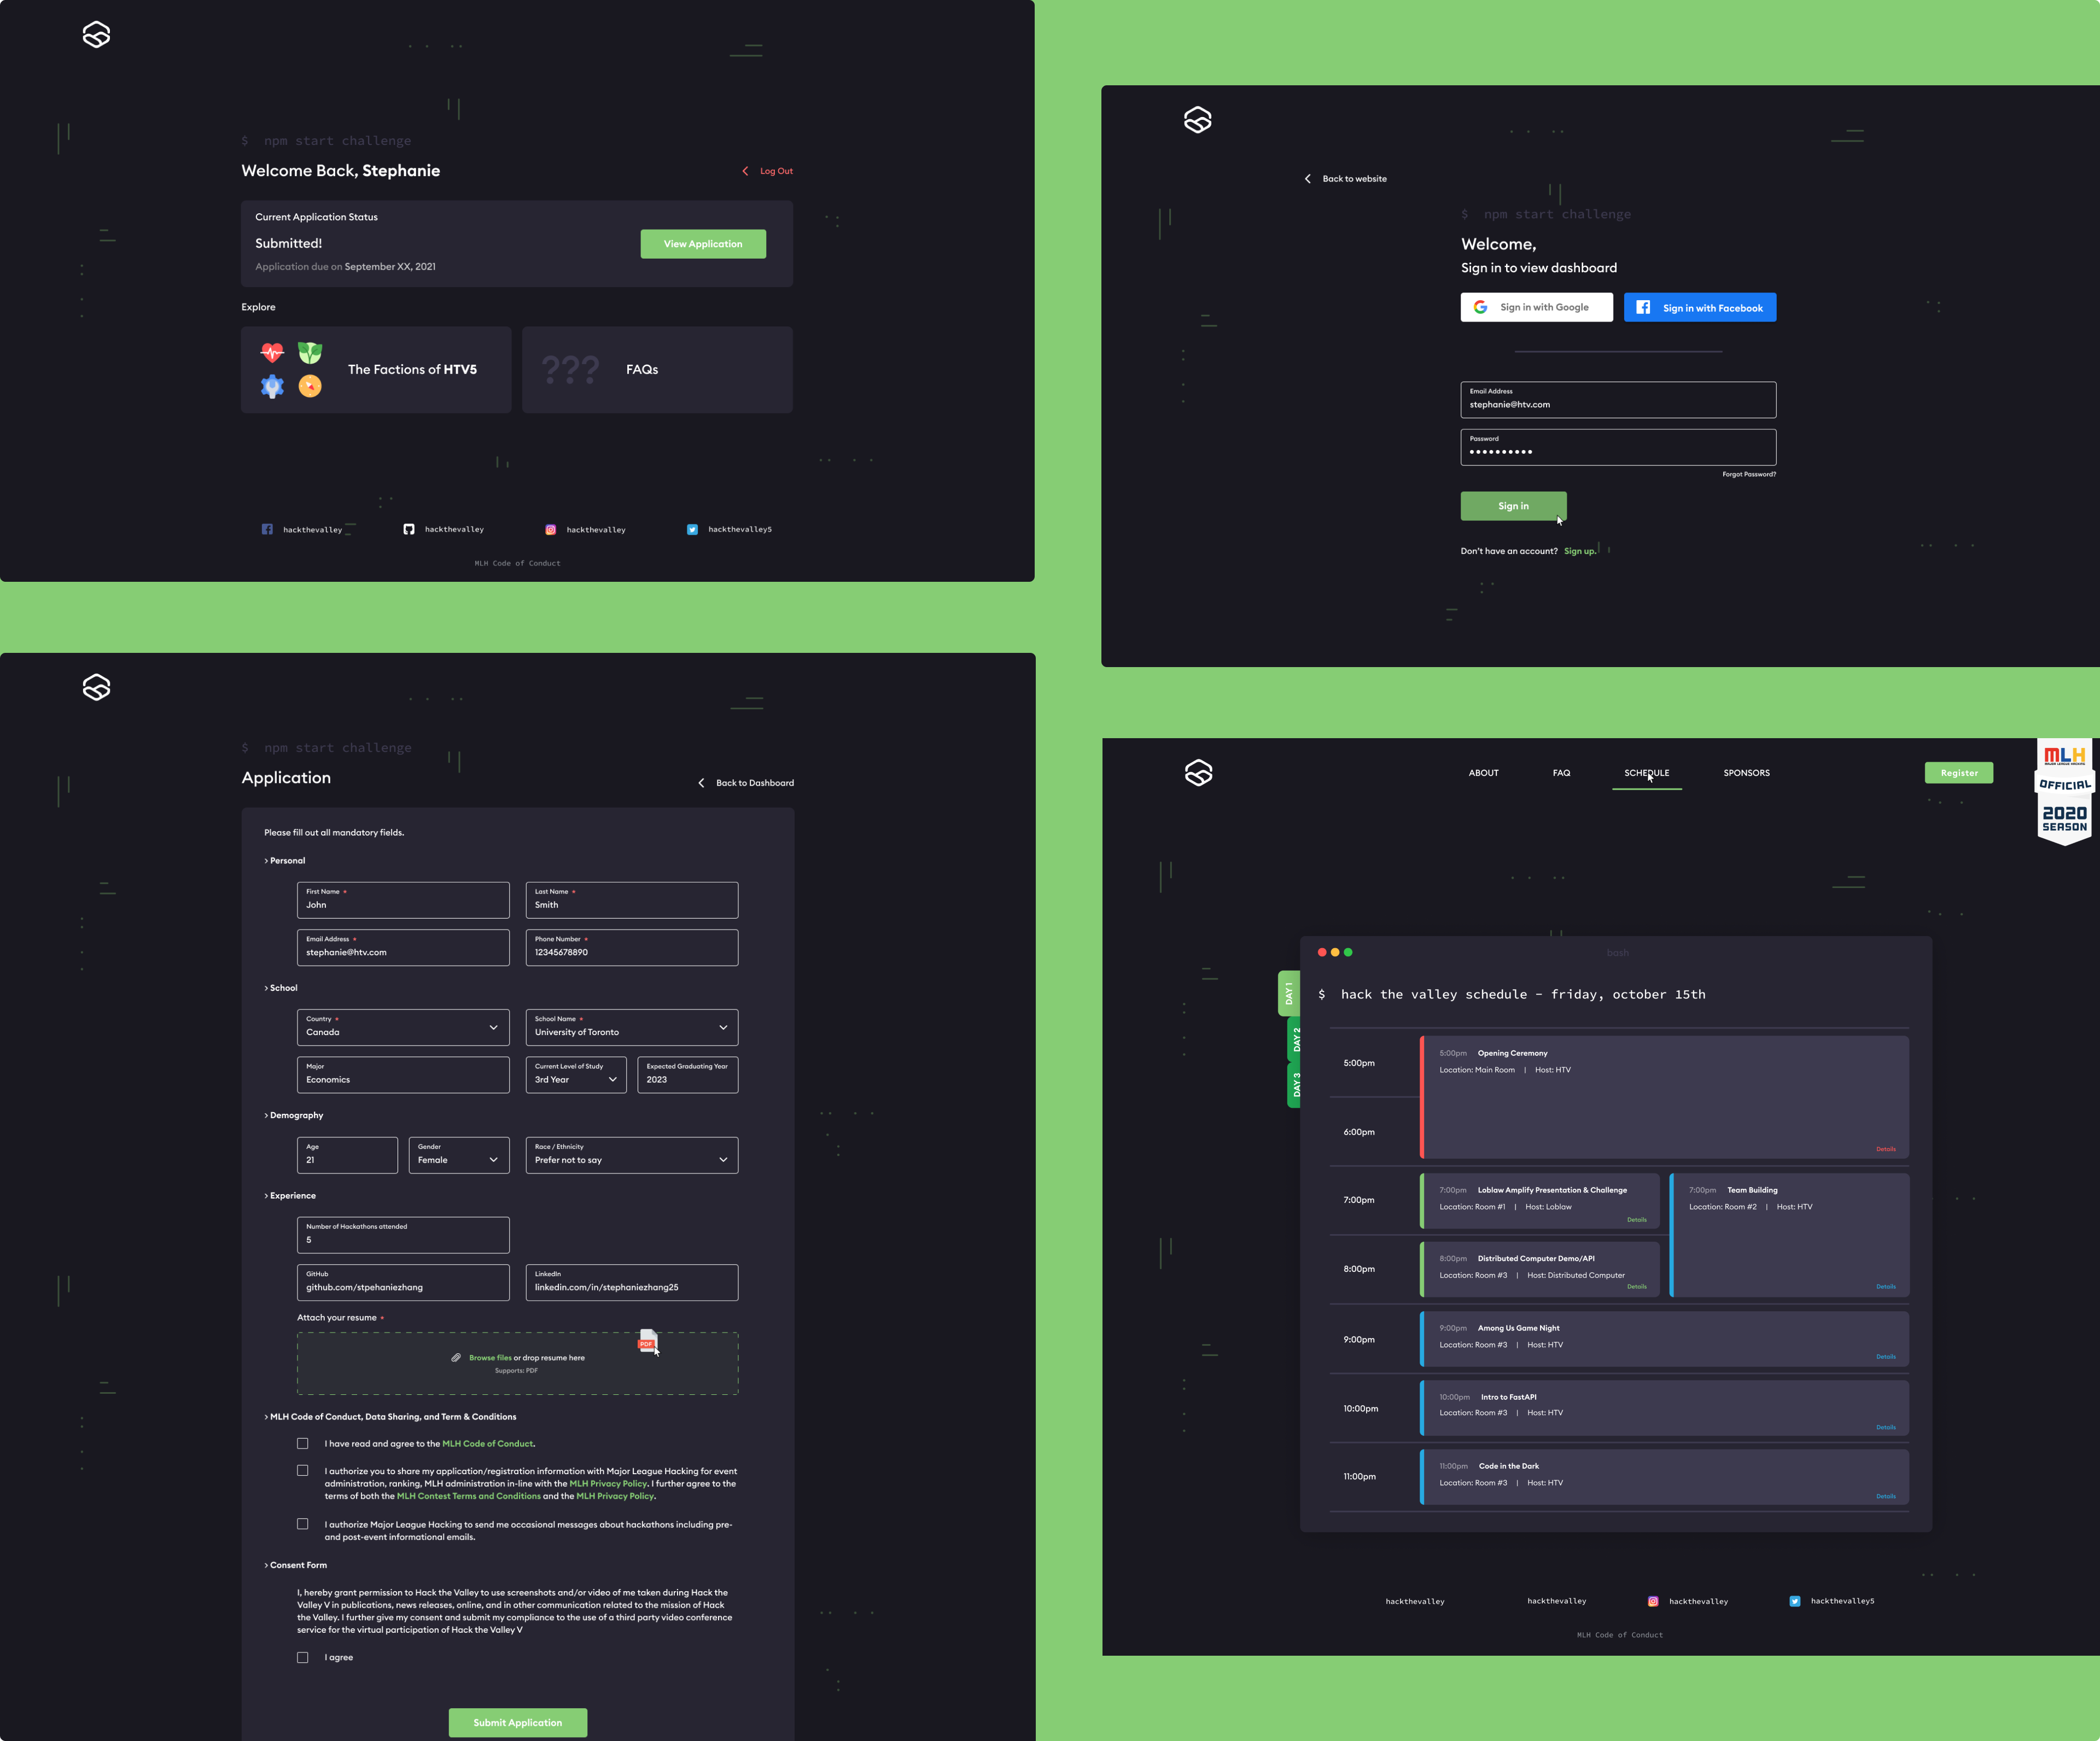 $ npm start challenge
Welcome Back, Stephanie
Log Out
Current Application Status
Submitted!
Application due on September XX, 2021
View Application
Explore
The Factions of HTV5
???
FAQs
hackthevalley
hackthevalley
hackthevalley
hackthevalley5
MLH Code of Conduct
Back to website
$ npm start challenge
Welcome,
Sign in to view dashboard
Sign in with Google
Sign in with Facebook
Email Address
stephanie@htv.com
Password
Forgot Password?
Sign in
Don't have an account? Sign up.
$ npm start challenge
Application
Back to Dashboard
Please fill out all mandatory fields.
> Personal
First Name •
John
Last Name •
Smith
Email Address •
stephanie@htv.com
Phone Number •
12345678890
> School
Country •
Canada
School Name •
University of Toronto
Major
Economics
Current Level of Study
3rd Year
Expected Graduating Year
2023
> Demography
Age
21
Gender
Female
Race / Ethnicity
Prefer not to say
> Experience
Number of Hackathons attended
5
GitHub
github.com/stpehaniezhang
LinkedIn
linkedin.com/in/stephaniezhang25
Attach your resume •
PDF
Browse files or drop resume here
Supports: PDF
> MLH Code of Conduct, Data Sharing, and Term & Conditions
I have read and agree to the MLH Code of Conduct.
I authorize you to share my application/registration information with Major League Hacking for event
administration, ranking, MLH administration in-line with the MLH Privacy Policy. I further agree to the
terms of both the MLH Contest Terms and Conditions and the MLH Privacy Policy.
I authorize Major League Hacking to send me occasional messages about hackathons including pre-
and post-event informational emails.
> Consent Form
I, hereby grant permission to Hack the Valley to use screenshots and/or video of me taken during Hack the
Valley V in publications, news releases, online, and in other communication related to the mission of Hack
the Valley. I further give my consent and submit my compliance to the use of a third party video conference
service for the virtual participation of Hack the Valley V
I agree
Submit Application
ABOUT
FAQ
SCHEDULE
SPONSORS
Register
MLH
MAJOR LEAGUE HACKING
OFFICIAL
2020
SEASON
bash
DAY 1
DAY 2
DAY 3
$ hack the valley schedule - friday, october 15th
5:00pm
5:00pm Opening Ceremony
Location: Main Room | Host: HTV
Details
6:00pm
7:00pm
7:00pm Loblaw Amplify Presentation & Challenge
Location: Room #1 | Host: Loblaw
Details
7:00pm Team Building
Location: Room #2 | Host: HTV
Details
8:00pm
8:00pm Distributed Computer Demo/API
Location: Room #3 | Host: Distributed Computer
Details
9:00pm
9:00pm Among Us Game Night
Location: Room #3 | Host: HTV
Details
10:00pm
10:00pm Intro to FastAPI
Location: Room #3 | Host: HTV
Details
11:00pm
11:00pm Code in the Dark
Location: Room #3 | Host: HTV
Details
hackthevalley
hackthevalley
hackthevalley
hackthevalley5
MLH Code of Conduct